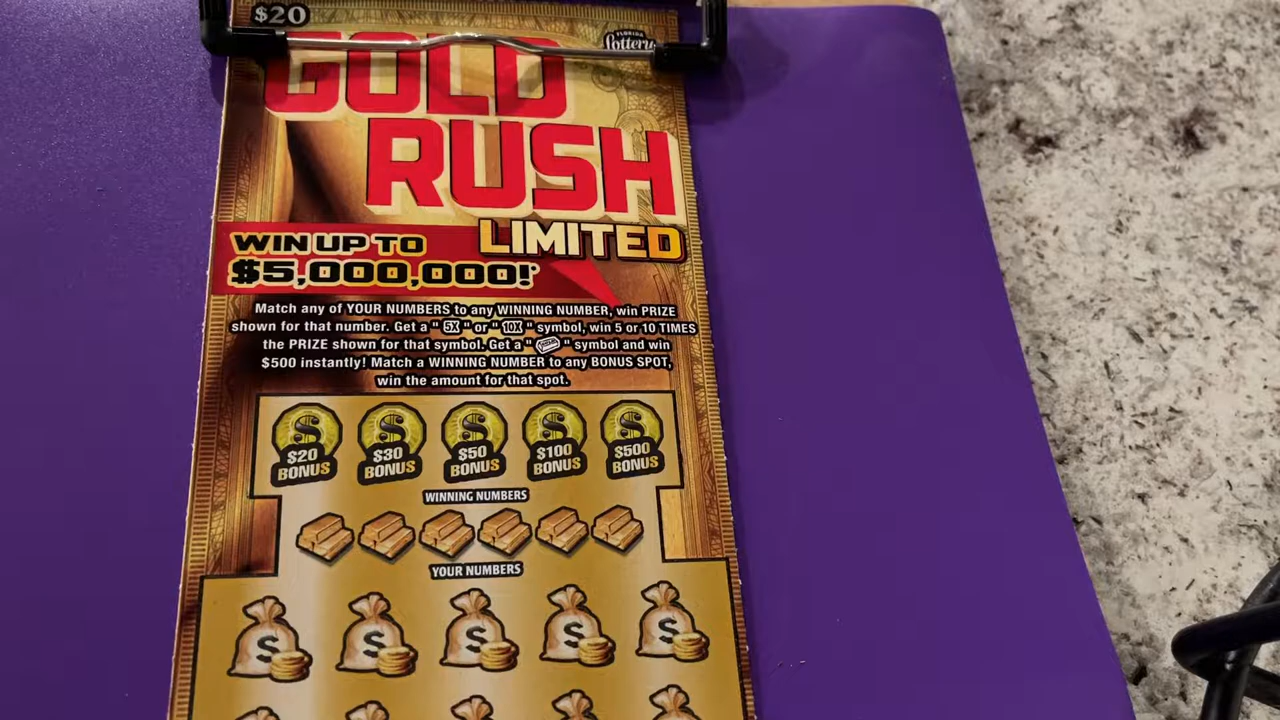 $20
FLORIDA
Lottery
GOLD
RUSH
LIMITED
WIN UP TO
$5,000,000!*
Match any of YOUR NUMBERS to any WINNING NUMBER, win PRIZE
shown for that number. Get a " 5X " or " 10X " symbol, win 5 or 10 TIMES
the PRIZE shown for that symbol. Get a " " symbol and win
$500 instantly! Match a WINNING NUMBER to any BONUS SPOT,
win the amount for that spot.
$20 BONUS
$30 BONUS
$50 BONUS
$100 BONUS
$500 BONUS
WINNING NUMBERS
YOUR NUMBERS